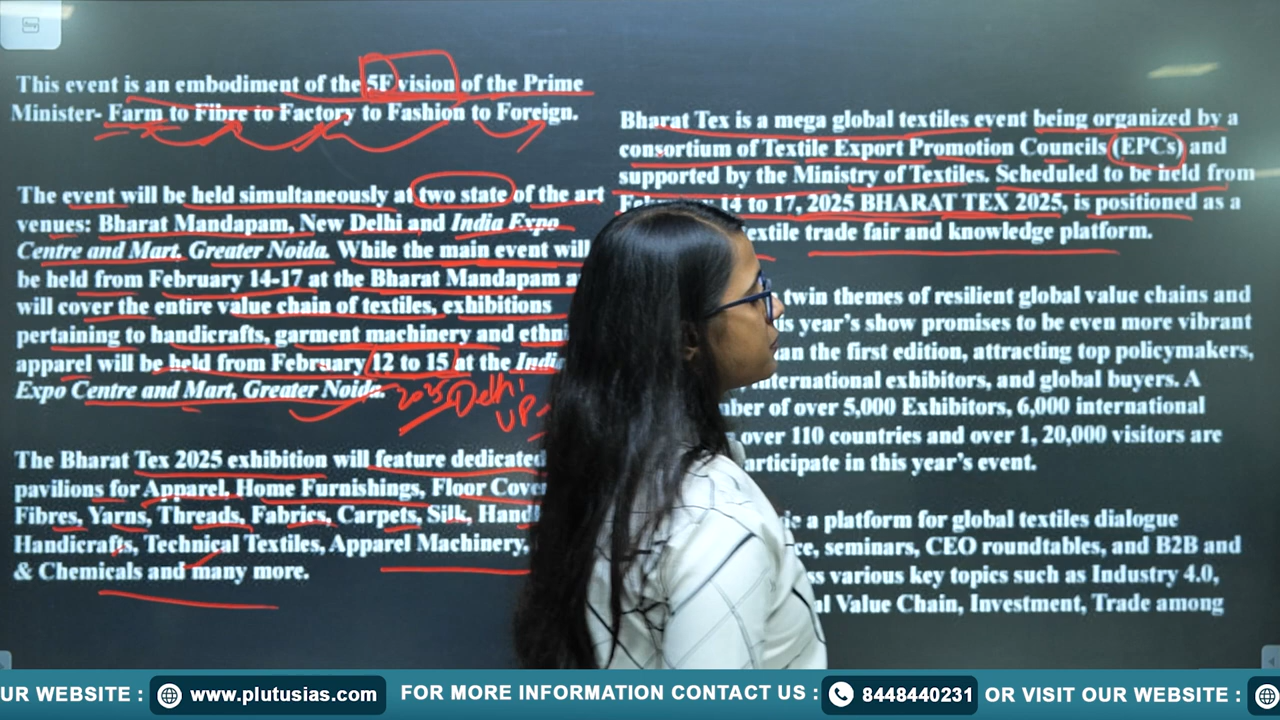 This event is an embodiment of the 5F vision of the Prime
Minister- Farm to Fibre to Factory to Fashion to Foreign.
The event will be held simultaneously at two state of the art
venues: Bharat Mandapam, New Delhi and India Expo
Centre and Mart, Greater Noida. While the main event will
be held from February 14-17 at the Bharat Mandapam a
will cover the entire value chain of textiles, exhibitions
pertaining to handicrafts, garment machinery and ethni
apparel will be held from February 12 to 15 at the India
Expo Centre and Mart, Greater Noida.
2025 Delhi
UP
The Bharat Tex 2025 exhibition will feature dedicated
pavilions for Apparel, Home Furnishings, Floor Cover
Fibres, Yarns, Threads, Fabrics, Carpets, Silk, Handl
Handicrafts, Technical Textiles, Apparel Machinery,
& Chemicals and many more.
Bharat Tex is a mega global textiles event being organized by a
consortium of Textile Export Promotion Councils (EPCs) and
supported by the Ministry of Textiles. Scheduled to be held from
February 14 to 17, 2025 BHARAT TEX 2025, is positioned as a
extile trade fair and knowledge platform.
twin themes of resilient global value chains and
is year's show promises to be even more vibrant
an the first edition, attracting top policymakers,
international exhibitors, and global buyers. A
ber of over 5,000 Exhibitors, 6,000 international
over 110 countries and over 1, 20,000 visitors are
articipate in this year's event.
a platform for global textiles dialogue
ce, seminars, CEO roundtables, and B2B and
ss various key topics such as Industry 4.0,
al Value Chain, Investment, Trade among
UR WEBSITE : www.plutusias.com FOR MORE INFORMATION CONTACT US : 8448440231 OR VISIT OUR WEBSITE :